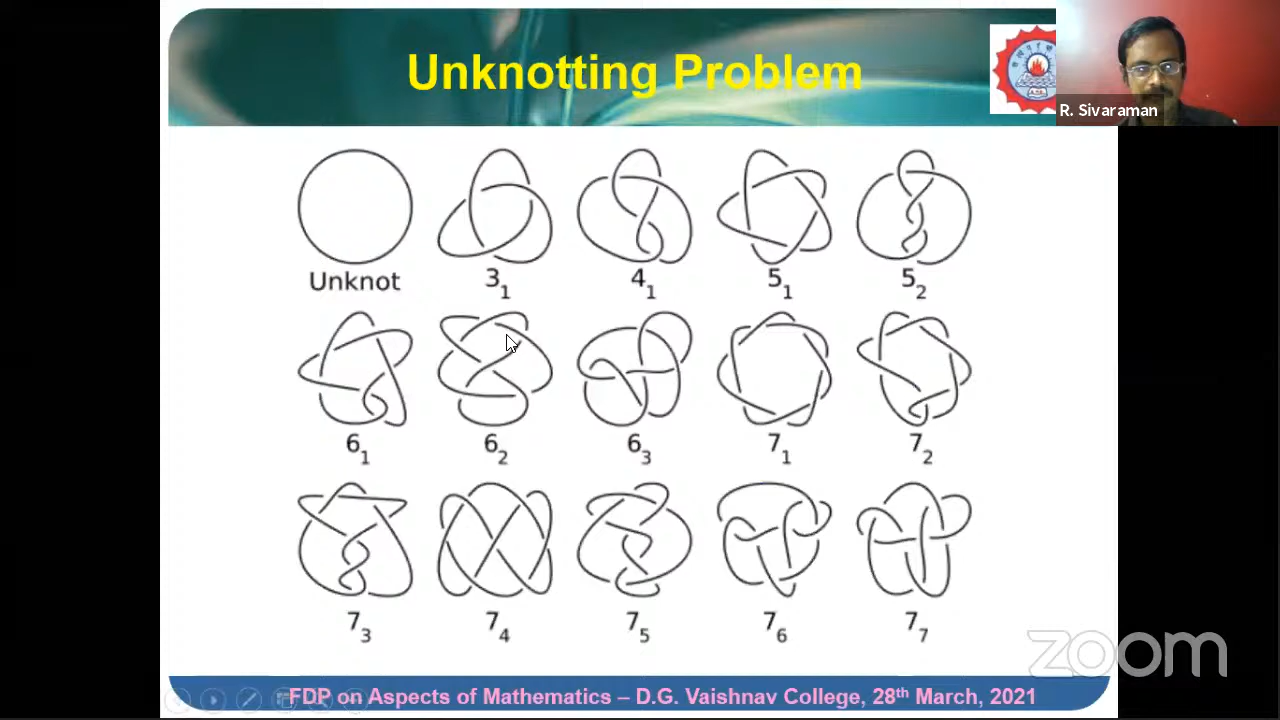 Unknotting Problem
R. Sivaraman
Unknot 3₁ 4₁ 5₁ 5₂
6₁ 6₂ 6₃ 7₁ 7₂
7₃ 7₄ 7₅ 7₆ 7₇
zoom
FDP on Aspects of Mathematics – D.G. Vaishnav College, 28th March, 2021